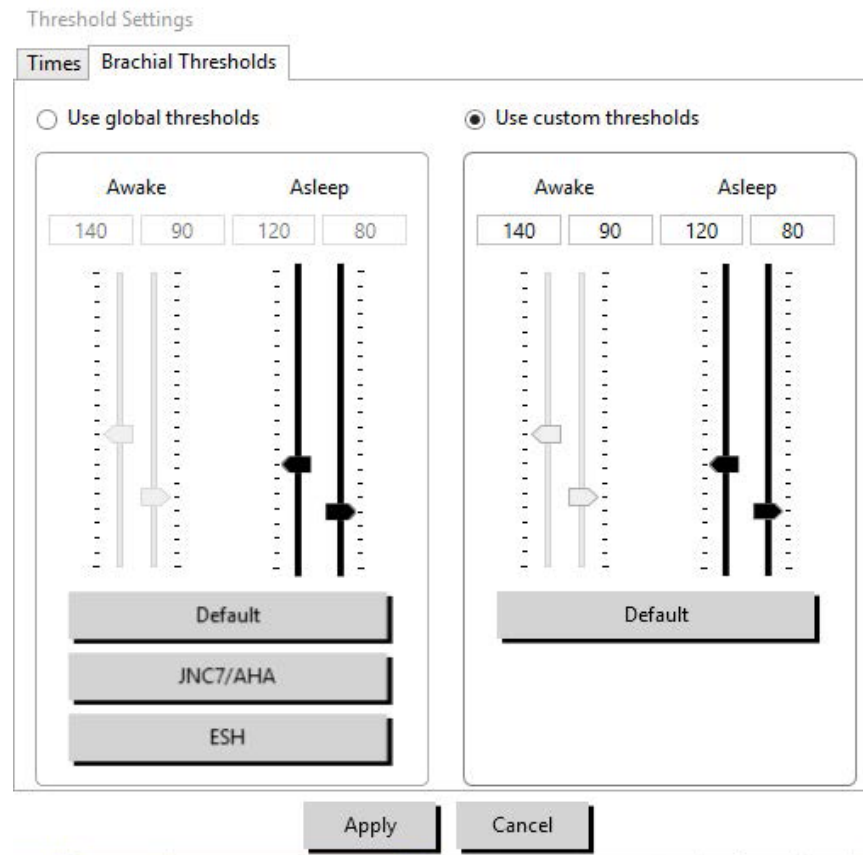 Threshold Settings
Times Brachial Thresholds
Use global thresholds
Awake Asleep
140 90 120 80
Default
JNC7/AHA
ESH
Use custom thresholds
Awake Asleep
140 90 120 80
Default
Apply Cancel